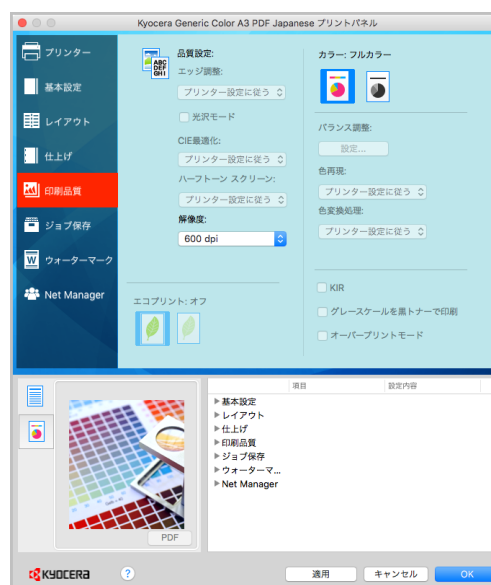 Kyocera Generic Color A3 PDF Japanese プリントパネル
プリンター
基本設定
レイアウト
仕上げ
印刷品質
ジョブ保存
ウォーターマーク
Net Manager
品質設定:
エッジ調整:
プリンター設定に従う
光沢モード
CIE最適化:
プリンター設定に従う
ハーフトーン スクリーン:
プリンター設定に従う
解像度:
600 dpi
エコプリント: オフ
カラー: フルカラー
バランス調整:
設定...
色再現:
プリンター設定に従う
色変換処理:
プリンター設定に従う
KIR
グレースケールを黒トナーで印刷
オーバープリントモード
ABC
DEF
GHI
W
PDF
項目 設定内容
基本設定
レイアウト
仕上げ
印刷品質
ジョブ保存
ウォーターマ...
Net Manager
KYOCERA
?
適用
キャンセル
OK